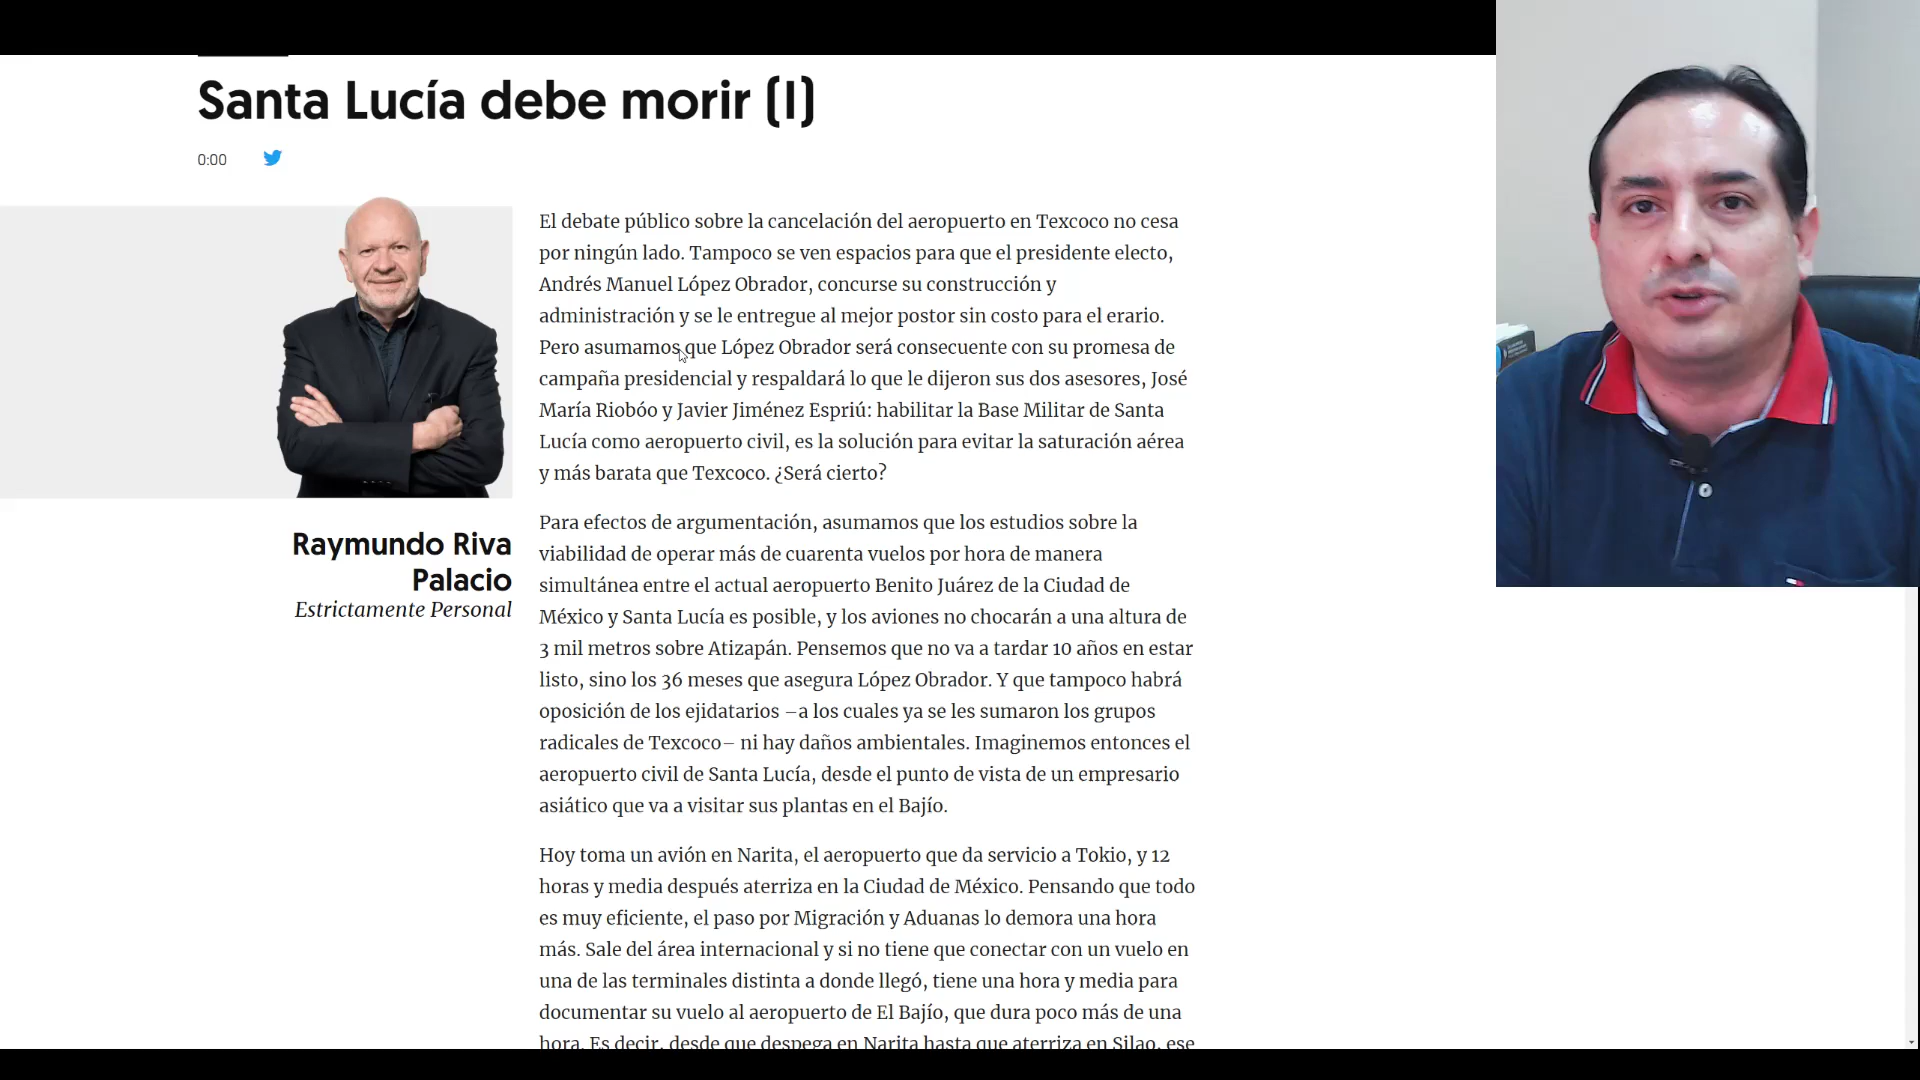 Santa Lucía debe morir (I)
0:00
El debate público sobre la cancelación del aeropuerto en Texcoco no cesa
por ningún lado. Tampoco se ven espacios para que el presidente electo,
Andrés Manuel López Obrador, concurse su construcción y
administración y se le entregue al mejor postor sin costo para el erario.
Pero asumamos que López Obrador será consecuente con su promesa de
campaña presidencial y respaldará lo que le dijeron sus dos asesores, José
María Riobóo y Javier Jiménez Espriú: habilitar la Base Militar de Santa
Lucía como aeropuerto civil, es la solución para evitar la saturación aérea
y más barata que Texcoco. ¿Será cierto?
Raymundo Riva
Palacio
Estrictamente Personal
Para efectos de argumentación, asumamos que los estudios sobre la
viabilidad de operar más de cuarenta vuelos por hora de manera
simultánea entre el actual aeropuerto Benito Juárez de la Ciudad de
México y Santa Lucía es posible, y los aviones no chocarán a una altura de
3 mil metros sobre Atizapán. Pensemos que no va a tardar 10 años en estar
listo, sino los 36 meses que asegura López Obrador. Y que tampoco habrá
oposición de los ejidatarios –a los cuales ya se les sumaron los grupos
radicales de Texcoco– ni hay daños ambientales. Imaginemos entonces el
aeropuerto civil de Santa Lucía, desde el punto de vista de un empresario
asiático que va a visitar sus plantas en el Bajío.
Hoy toma un avión en Narita, el aeropuerto que da servicio a Tokio, y 12
horas y media después aterriza en la Ciudad de México. Pensando que todo
es muy eficiente, el paso por Migración y Aduanas lo demora una hora
más. Sale del área internacional y si no tiene que conectar con un vuelo en
una de las terminales distinta a donde llegó, tiene una hora y media para
documentar su vuelo al aeropuerto de El Bajío, que dura poco más de una
hora. Es decir, desde que despega en Narita hasta que aterriza en Silao, ese